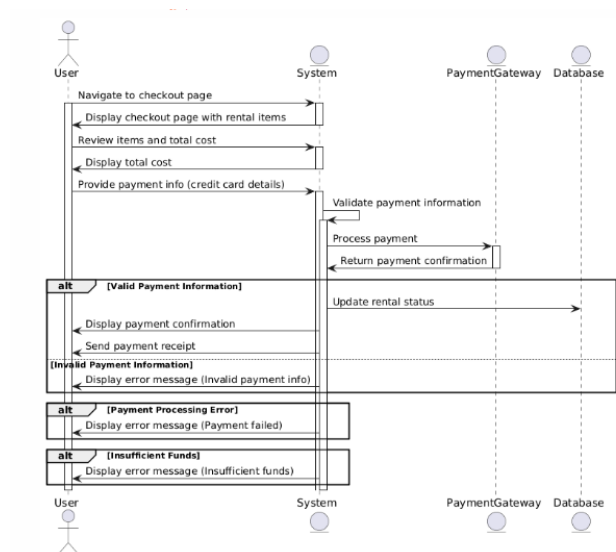 User
System
PaymentGateway
Database
Navigate to checkout page
Display checkout page with rental items
Review items and total cost
Display total cost
Provide payment info (credit card details)
Validate payment information
Process payment
Return payment confirmation
alt [Valid Payment Information]
Update rental status
Display payment confirmation
Send payment receipt
[Invalid Payment Information]
Display error message (Invalid payment info)
alt [Payment Processing Error]
Display error message (Payment failed)
alt [Insufficient Funds]
Display error message (Insufficient funds)
User
System
PaymentGateway
Database